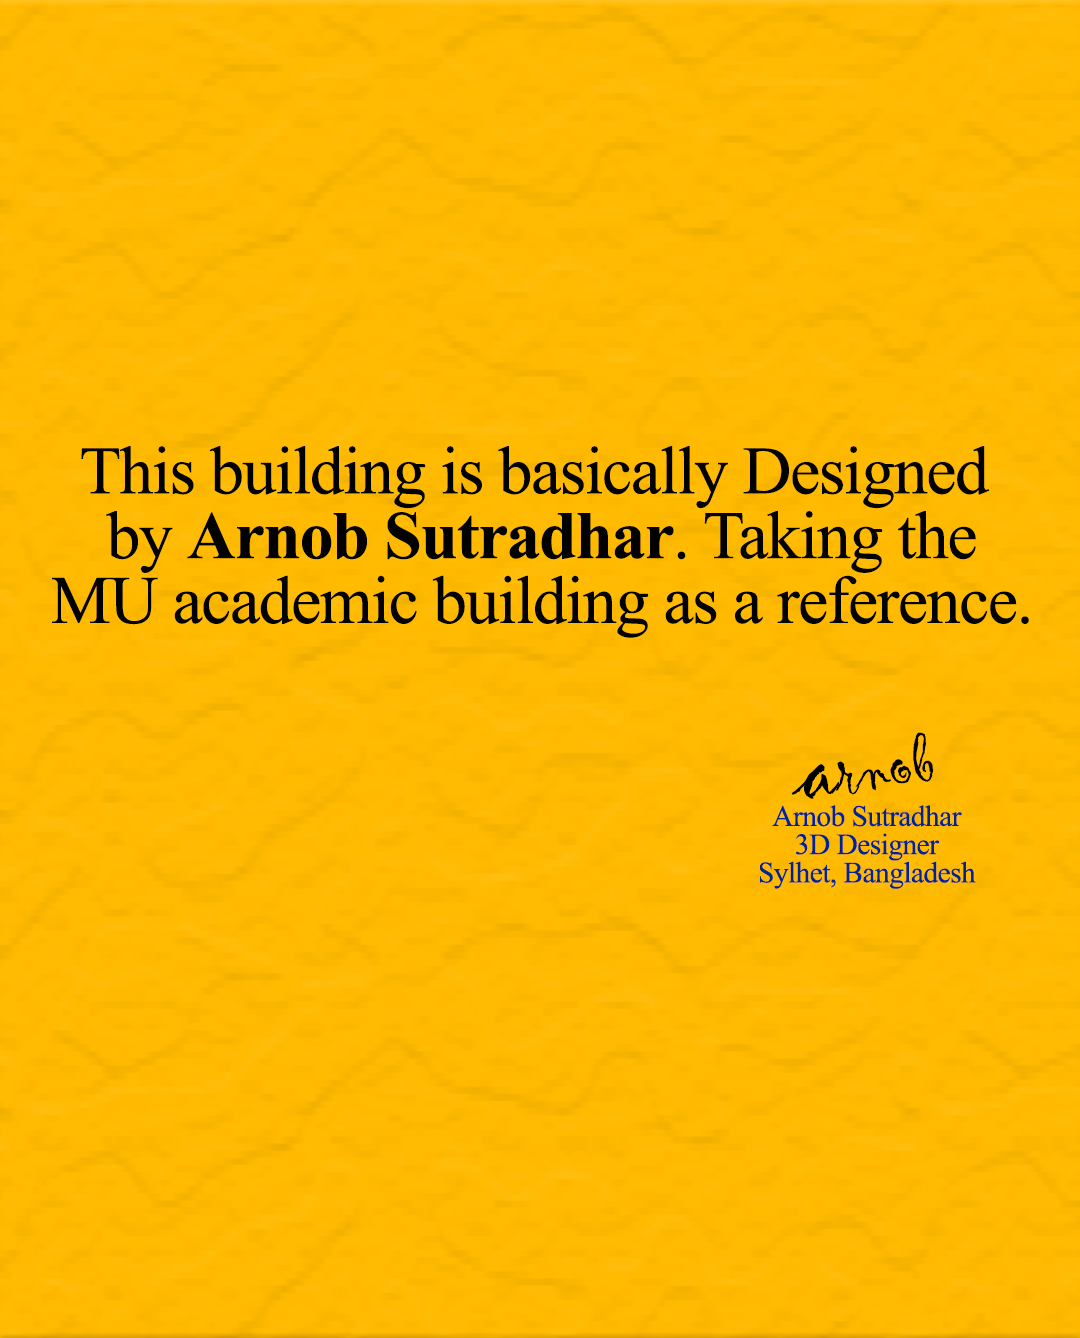 This building is basically Designed
by Arnob Sutradhar. Taking the
MU academic building as a reference.
arnob
Arnob Sutradhar
3D Designer
Sylhet, Bangladesh